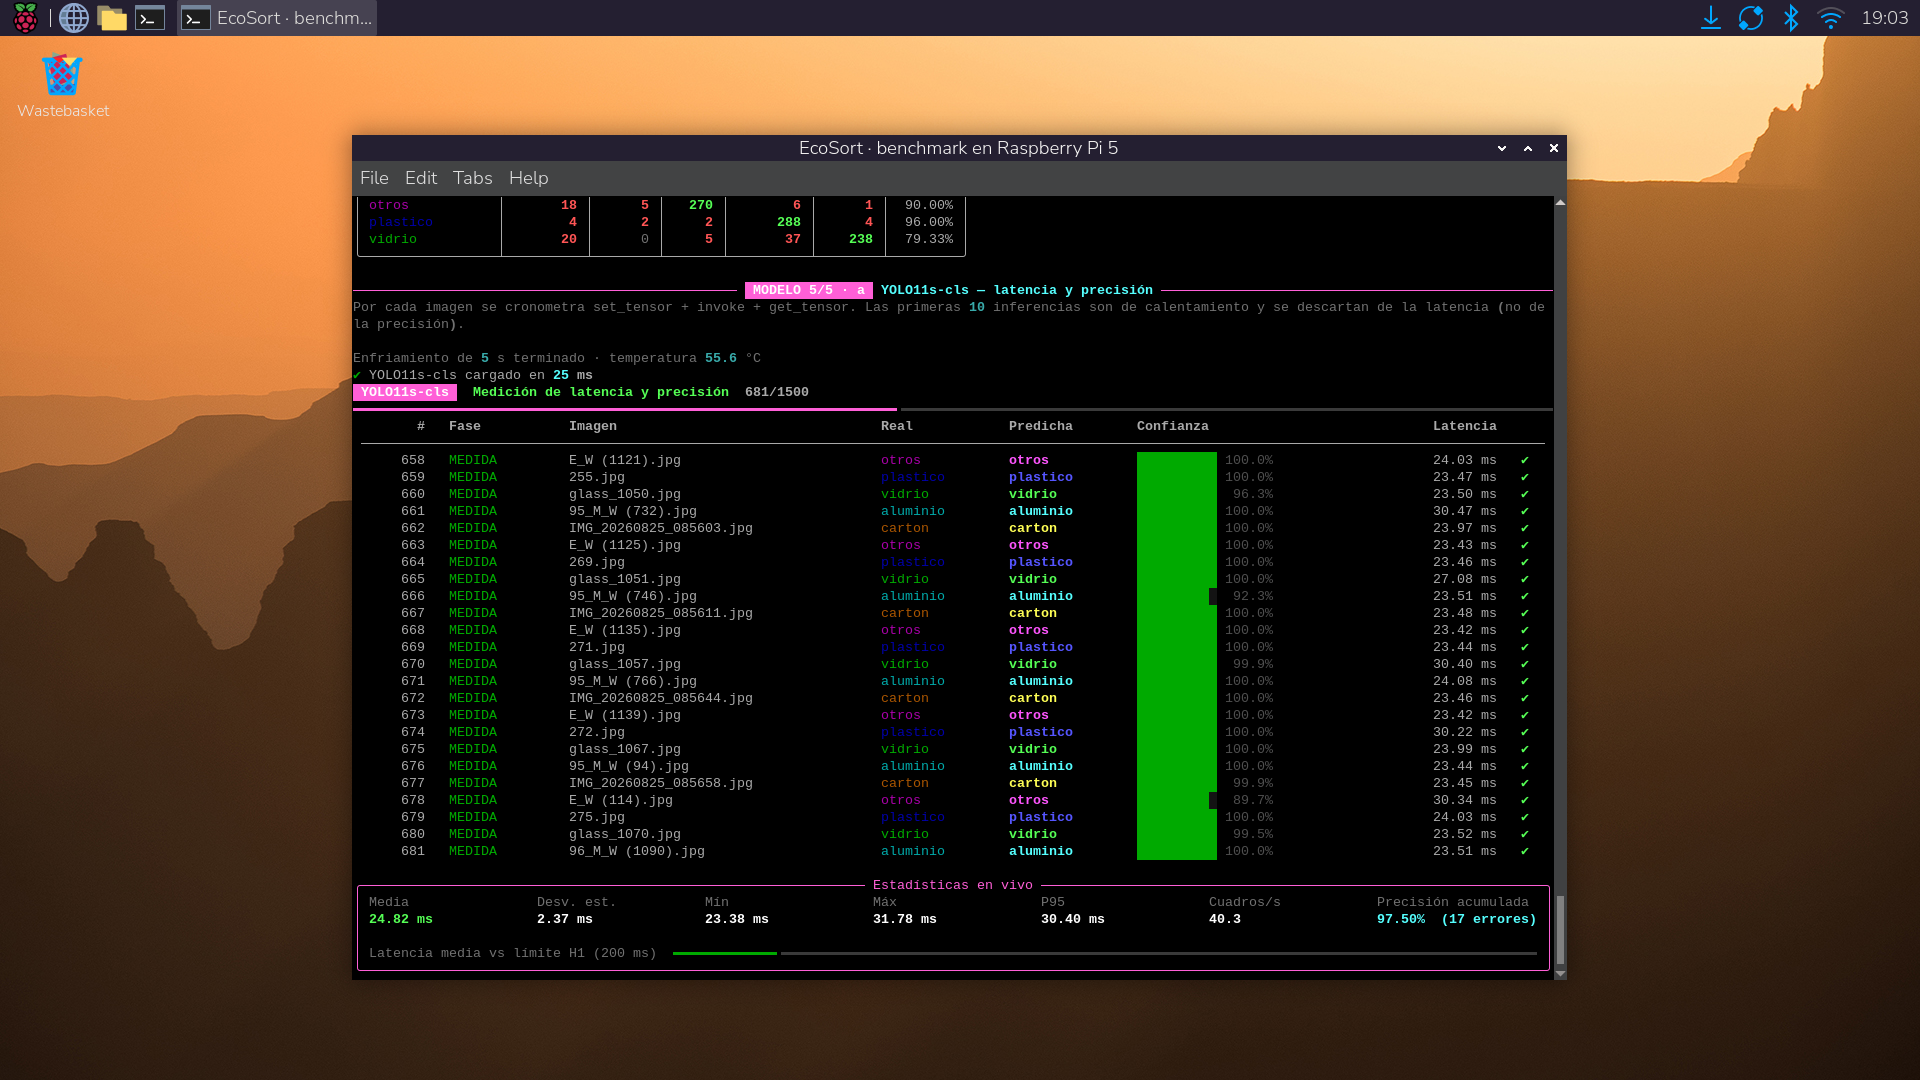 EcoSort · benchm... 19:03
Wastebasket
EcoSort · benchmark en Raspberry Pi 5
File Edit Tabs Help
otros 18 5 270 6 1 90.00%
plastico 4 2 2 288 4 96.00%
vidrio 20 0 5 37 238 79.33%
MODELO 5/5 · a YOLO11s-cls — latencia y precisión
Por cada imagen se cronometra set_tensor + invoke + get_tensor. Las primeras 10 inferencias son de calentamiento y se descartan de la latencia (no de
la precisión).
Enfriamiento de 5 s terminado · temperatura 55.6 °C
✔ YOLO11s-cls cargado en 25 ms
YOLO11s-cls Medición de latencia y precisión 681/1500
# Fase Imagen Real Predicha Confianza Latencia
658 MEDIDA E_W (1121).jpg otros otros 100.0% 24.03 ms ✔
659 MEDIDA 255.jpg plastico plastico 100.0% 23.47 ms ✔
660 MEDIDA glass_1050.jpg vidrio vidrio 96.3% 23.50 ms ✔
661 MEDIDA 95_M_W (732).jpg aluminio aluminio 100.0% 30.47 ms ✔
662 MEDIDA IMG_20260825_085603.jpg carton carton 100.0% 23.97 ms ✔
663 MEDIDA E_W (1125).jpg otros otros 100.0% 23.43 ms ✔
664 MEDIDA 269.jpg plastico plastico 100.0% 23.46 ms ✔
665 MEDIDA glass_1051.jpg vidrio vidrio 100.0% 27.08 ms ✔
666 MEDIDA 95_M_W (746).jpg aluminio aluminio 92.3% 23.51 ms ✔
667 MEDIDA IMG_20260825_085611.jpg carton carton 100.0% 23.48 ms ✔
668 MEDIDA E_W (1135).jpg otros otros 100.0% 23.42 ms ✔
669 MEDIDA 271.jpg plastico plastico 100.0% 23.44 ms ✔
670 MEDIDA glass_1057.jpg vidrio vidrio 99.9% 30.40 ms ✔
671 MEDIDA 95_M_W (766).jpg aluminio aluminio 100.0% 24.08 ms ✔
672 MEDIDA IMG_20260825_085644.jpg carton carton 100.0% 23.46 ms ✔
673 MEDIDA E_W (1139).jpg otros otros 100.0% 23.42 ms ✔
674 MEDIDA 272.jpg plastico plastico 100.0% 30.22 ms ✔
675 MEDIDA glass_1067.jpg vidrio vidrio 100.0% 23.99 ms ✔
676 MEDIDA 95_M_W (94).jpg aluminio aluminio 100.0% 23.44 ms ✔
677 MEDIDA IMG_20260825_085658.jpg carton carton 99.9% 23.45 ms ✔
678 MEDIDA E_W (114).jpg otros otros 89.7% 30.34 ms ✔
679 MEDIDA 275.jpg plastico plastico 100.0% 24.03 ms ✔
680 MEDIDA glass_1070.jpg vidrio vidrio 99.5% 23.52 ms ✔
681 MEDIDA 96_M_W (1090).jpg aluminio aluminio 100.0% 23.51 ms ✔
Estadísticas en vivo
Media Desv. est. Mín Máx P95 Cuadros/s Precisión acumulada
24.82 ms 2.37 ms 23.38 ms 31.78 ms 30.40 ms 40.3 97.50% (17 errores)
Latencia media vs límite H1 (200 ms)